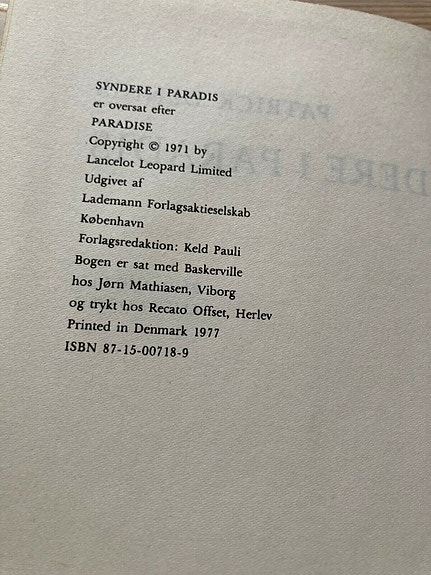 SYNDERE I PARADIS
er oversat efter
PARADISE
Copyright © 1971 by
Lancelot Leopard Limited
Udgivet af
Lademann Forlagsaktieselskab
København
Forlagsredaktion: Keld Pauli
Bogen er sat med Baskerville
hos Jørn Mathiasen, Viborg
og trykt hos Recato Offset, Herlev
Printed in Denmark 1977
ISBN 87-15-00718-9